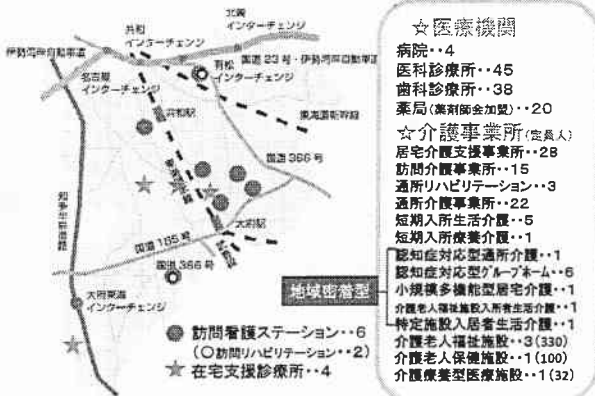 北崎
インターチェンジ
共和
インターチェンジ
伊勢湾岸自動車道
国道23号・伊勢湾岸自動車道
有松
インターチェンジ
名古屋
インターチェンジ
共和駅
東海道新幹線
国道366号
知多半島道路
大府駅
国道155号
国道366号
大府東海
インターチェンジ
地域密着型
訪問看護ステーション・・6
(○訪問リハビリテーション・・2)
在宅支援診療所・・4
☆医療機関
病院・・4
医科診療所・・45
歯科診療所・・38
薬局(薬剤師会加盟)・・20
☆介護事業所(定員人)
居宅介護支援事業所・・28
訪問介護事業所・・15
通所リハビリテーション・・3
通所介護事業所・・22
短期入所生活介護・・5
短期入所療養介護・・1
認知症対応型通所介護・・1
認知症対応型グループホーム・・6
小規模多機能型居宅介護・・1
介護老人福祉施設入所者生活介護・・1
特定施設入居者生活介護・・1
介護老人福祉施設・・3(330)
介護老人保健施設・・1(100)
介護療養型医療施設・・1(32)